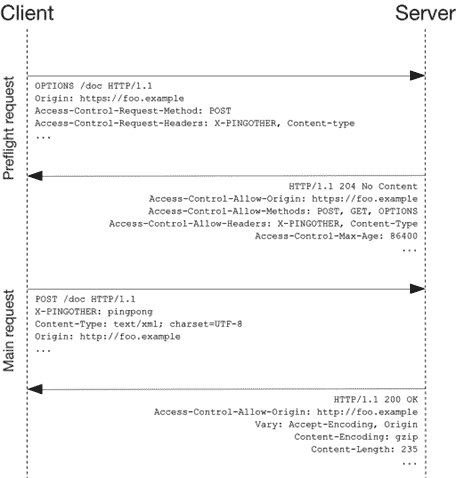 Client
Server
Preflight request
OPTIONS /doc HTTP/1.1
Origin: https://foo.example
Access-Control-Request-Method: POST
Access-Control-Request-Headers: X-PINGOTHER, Content-type
...
HTTP/1.1 204 No Content
Access-Control-Allow-Origin: https://foo.example
Access-Control-Allow-Methods: POST, GET, OPTIONS
Access-Control-Allow-Headers: X-PINGOTHER, Content-Type
Access-Control-Max-Age: 86400
...
Main request
POST /doc HTTP/1.1
X-PINGOTHER: pingpong
Content-Type: text/xml; charset=UTF-8
Origin: http://foo.example
...
HTTP/1.1 200 OK
Access-Control-Allow-Origin: http://foo.example
Vary: Accept-Encoding, Origin
Content-Encoding: gzip
Content-Length: 235
...